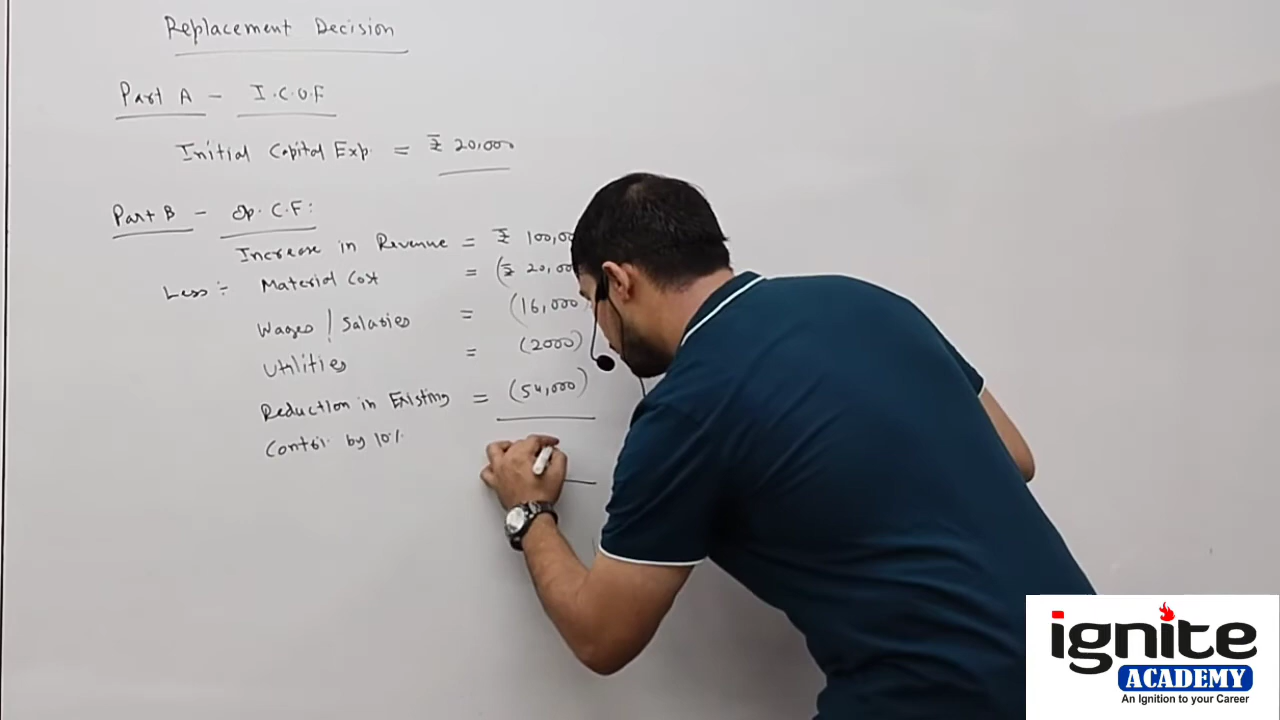 Replacement Decision
Part A - I.C.O.F
Initial Capital Exp. = ₹ 20,000
Part B - Op. C.F:
Increase in Revenue = ₹ 100,00
Less :- Material Cost = (₹ 20,00
Wages / Salaries = (16,000
Utilities = (2000)
Reduction in Existing = (54,000)
Contbi. by 10%
ignite
ACADEMY
An Ignition to your Career